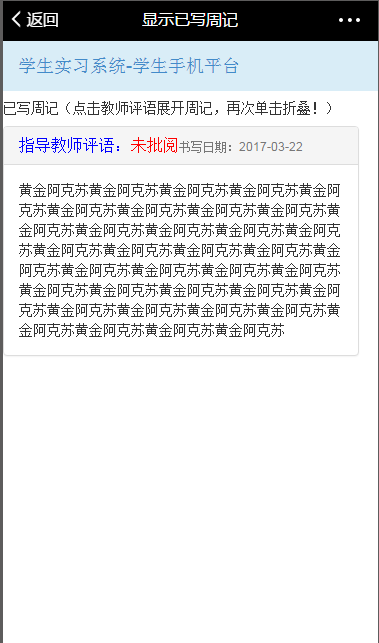 返回 显示已写周记
学生实习系统-学生手机平台
已写周记（点击教师评语展开周记，再次单击折叠！）
指导教师评语：未批阅书写日期：2017-03-22
黄金阿克苏黄金阿克苏黄金阿克苏黄金阿克苏黄金阿
克苏黄金阿克苏黄金阿克苏黄金阿克苏黄金阿克苏黄
金阿克苏黄金阿克苏黄金阿克苏黄金阿克苏黄金阿克
苏黄金阿克苏黄金阿克苏黄金阿克苏黄金阿克苏黄金
阿克苏黄金阿克苏黄金阿克苏黄金阿克苏黄金阿克苏
黄金阿克苏黄金阿克苏黄金阿克苏黄金阿克苏黄金阿
克苏黄金阿克苏黄金阿克苏黄金阿克苏黄金阿克苏黄
金阿克苏黄金阿克苏黄金阿克苏黄金阿克苏